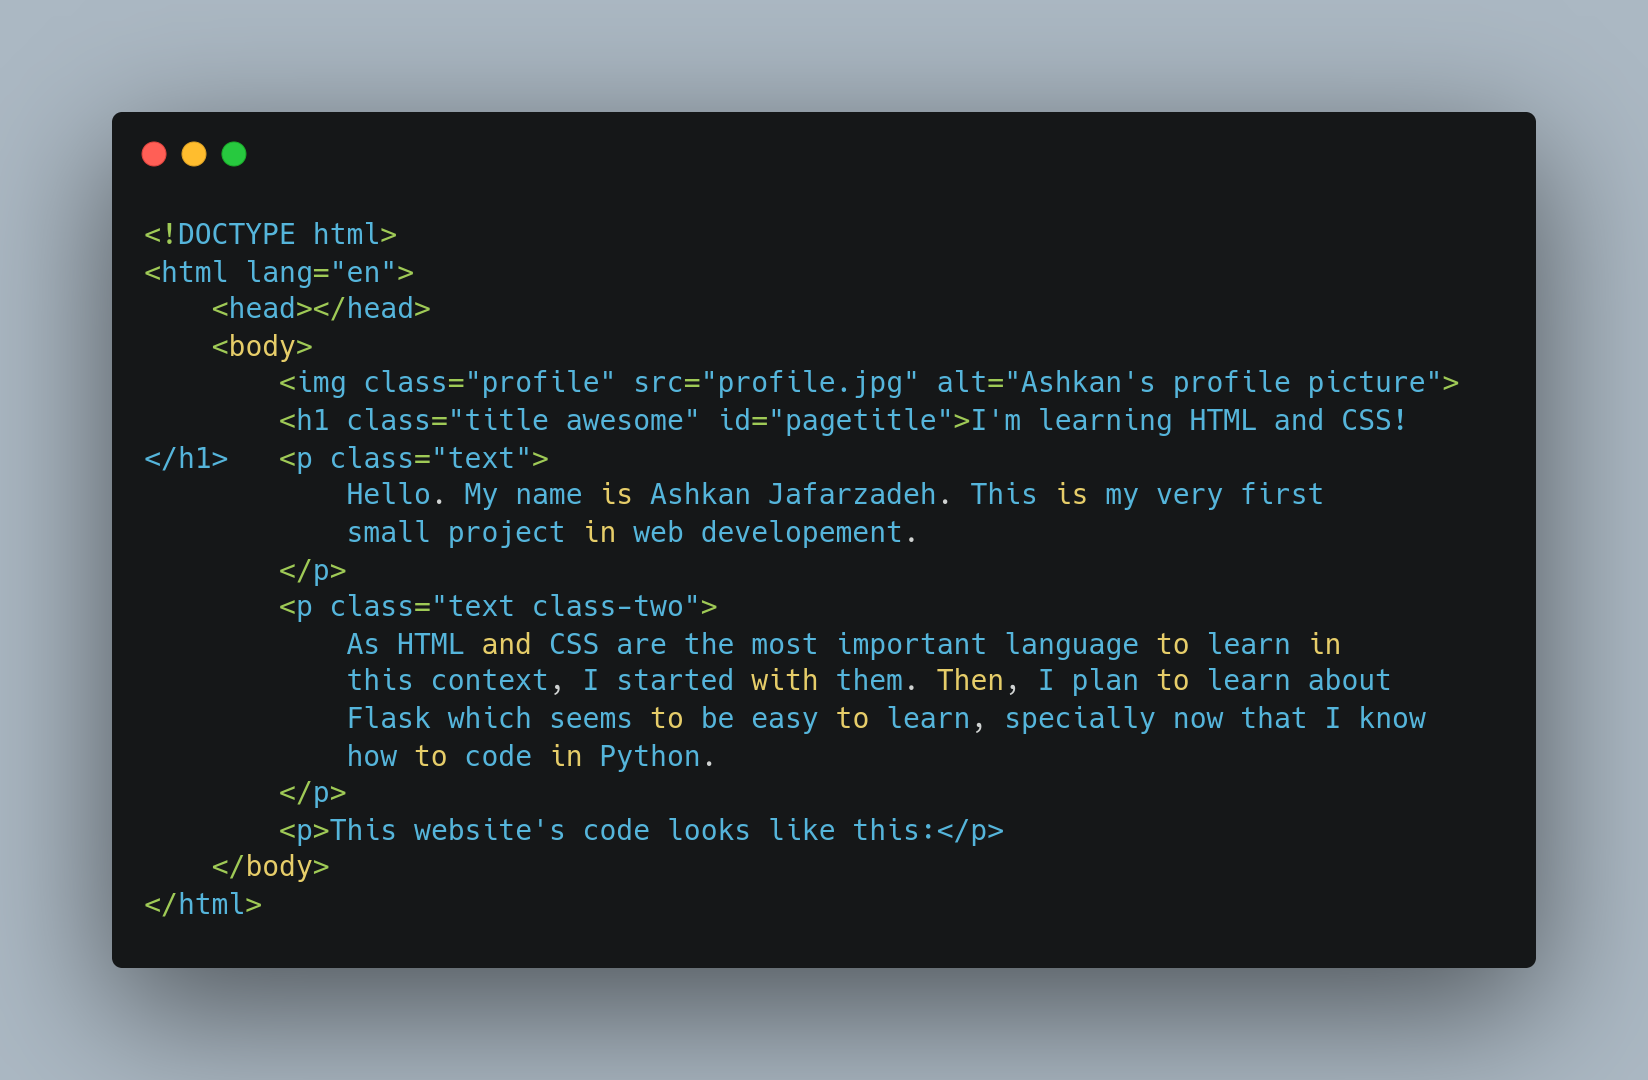 <!DOCTYPE html>
<html lang="en">
    <head></head>
    <body>
        <img class="profile" src="profile.jpg" alt="Ashkan's profile picture">
        <h1 class="title awesome" id="pagetitle">I'm learning HTML and CSS!
</h1>   <p class="text">
            Hello. My name is Ashkan Jafarzadeh. This is my very first
            small project in web developement.
        </p>
        <p class="text class-two">
            As HTML and CSS are the most important language to learn in
            this context, I started with them. Then, I plan to learn about
            Flask which seems to be easy to learn, specially now that I know
            how to code in Python.
        </p>
        <p>This website's code looks like this:</p>
    </body>
</html>